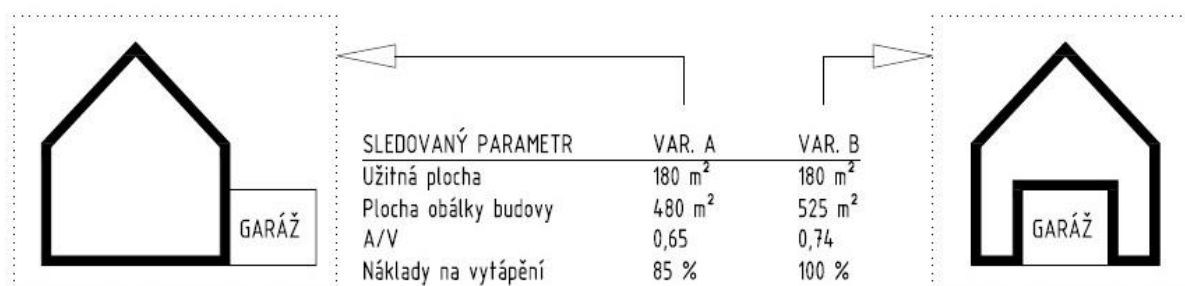 SLEDOVANÝ PARAMETR VAR. A VAR. B
Užitná plocha 180 m² 180 m²
Plocha obálky budovy 480 m² 525 m²
A/V 0,65 0,74
Náklady na vytápění 85 % 100 %
GARÁŽ
GARÁŽ